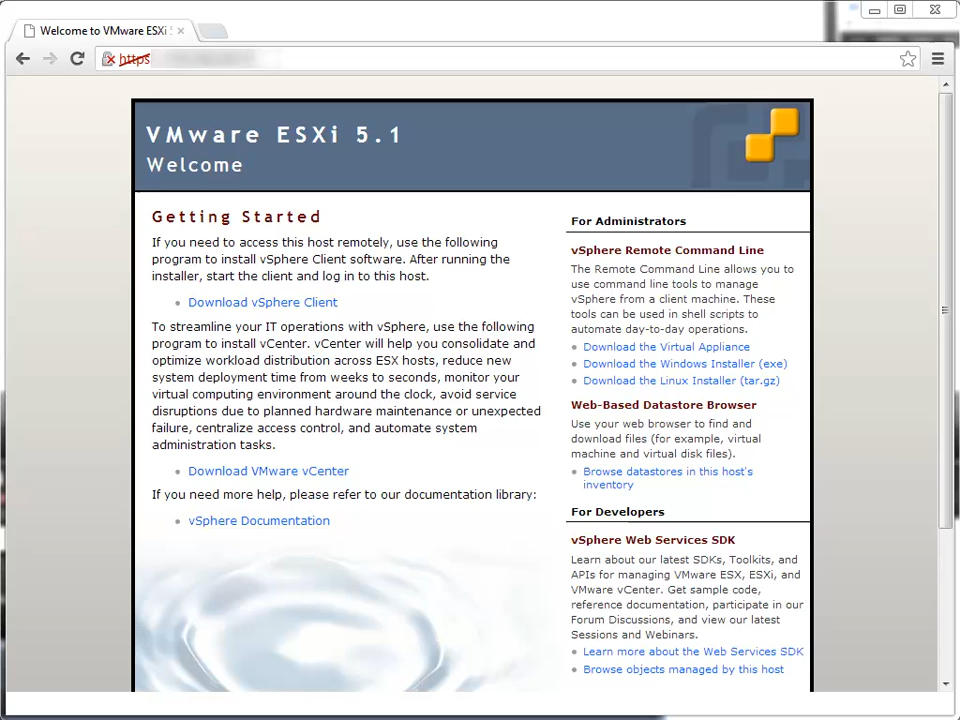 Welcome to VMware ESXi 5
https
VMware ESXi 5.1
Welcome
Getting Started
If you need to access this host remotely, use the following
program to install vSphere Client software. After running the
installer, start the client and log in to this host.
Download vSphere Client
To streamline your IT operations with vSphere, use the following
program to install vCenter. vCenter will help you consolidate and
optimize workload distribution across ESX hosts, reduce new
system deployment time from weeks to seconds, monitor your
virtual computing environment around the clock, avoid service
disruptions due to planned hardware maintenance or unexpected
failure, centralize access control, and automate system
administration tasks.
Download VMware vCenter
If you need more help, please refer to our documentation library:
vSphere Documentation
For Administrators
vSphere Remote Command Line
The Remote Command Line allows you to
use command line tools to manage
vSphere from a client machine. These
tools can be used in shell scripts to
automate day-to-day operations.
Download the Virtual Appliance
Download the Windows Installer (exe)
Download the Linux Installer (tar.gz)
Web-Based Datastore Browser
Use your web browser to find and
download files (for example, virtual
machine and virtual disk files).
Browse datastores in this host's
inventory
For Developers
vSphere Web Services SDK
Learn about our latest SDKs, Toolkits, and
APIs for managing VMware ESX, ESXi, and
VMware vCenter. Get sample code,
reference documentation, participate in our
Forum Discussions, and view our latest
Sessions and Webinars.
Learn more about the Web Services SDK
Browse objects managed by this host